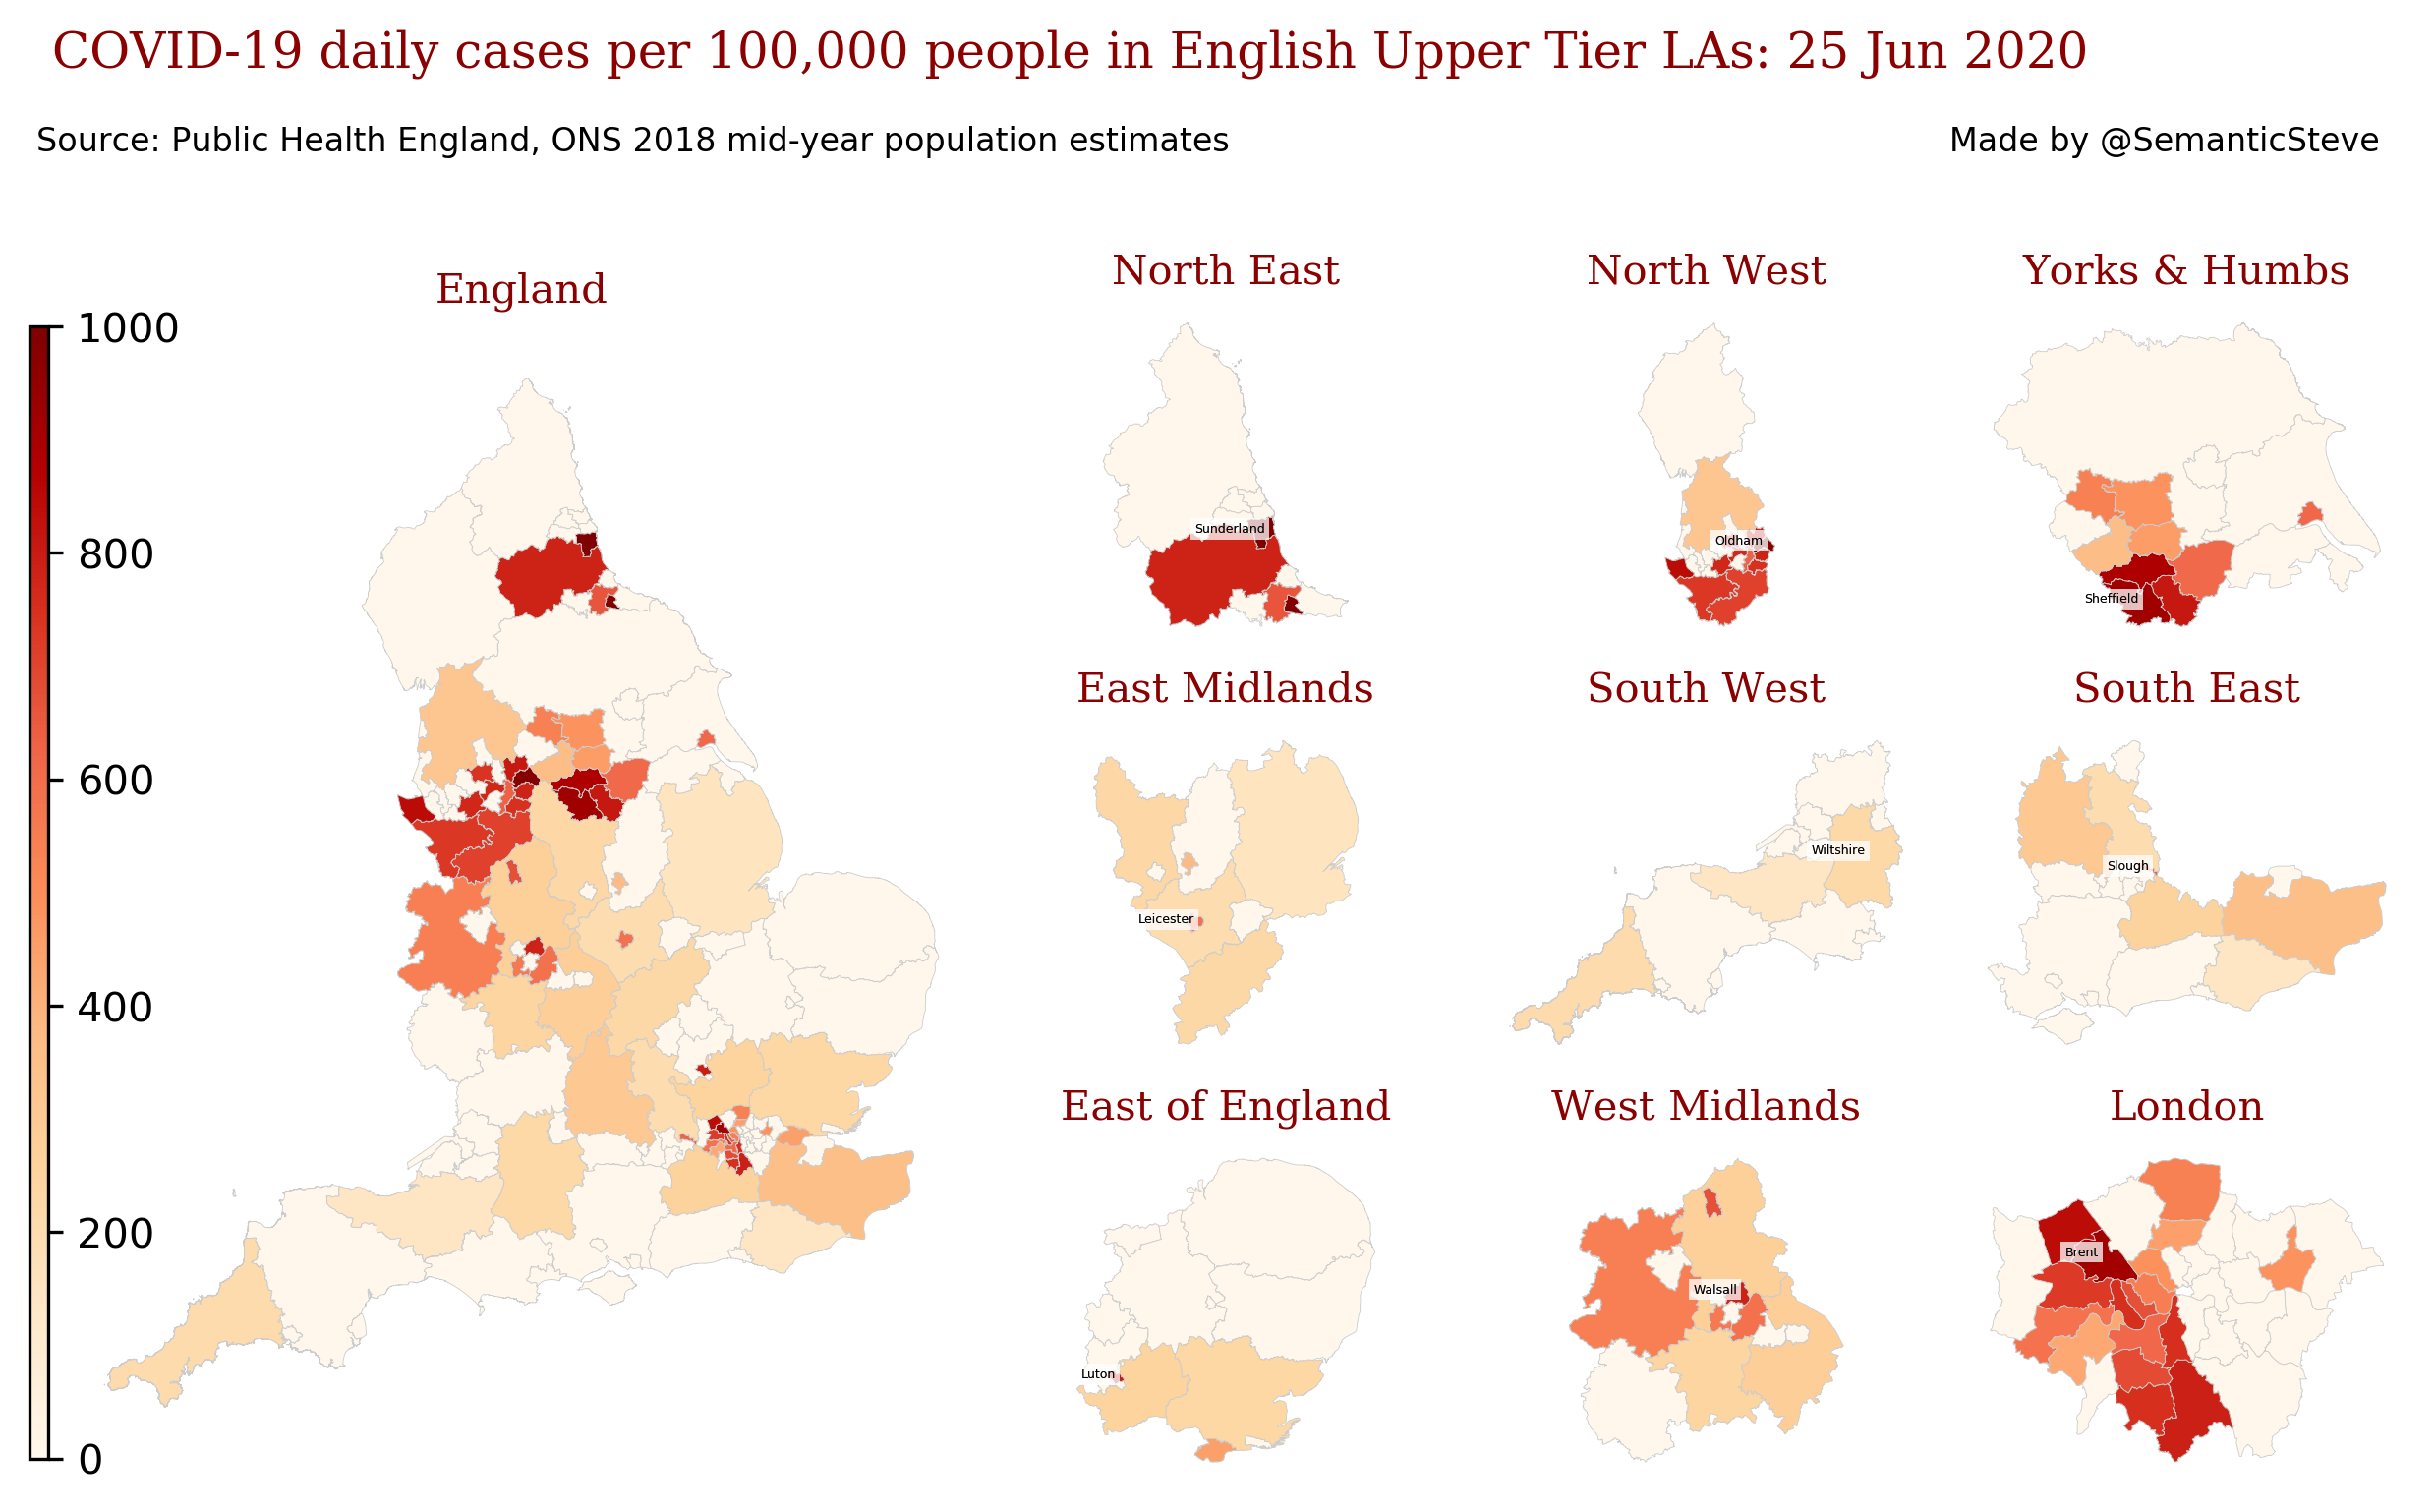 COVID-19 daily cases per 100,000 people in English Upper Tier LAs: 25 Jun 2020
Source: Public Health England, ONS 2018 mid-year population estimates
Made by @SemanticSteve
England
1000
800
600
400
200
0
North East
Sunderland
North West
Oldham
Yorks & Humbs
Sheffield
East Midlands
Leicester
South West
Wiltshire
South East
Slough
East of England
Luton
West Midlands
Walsall
London
Brent